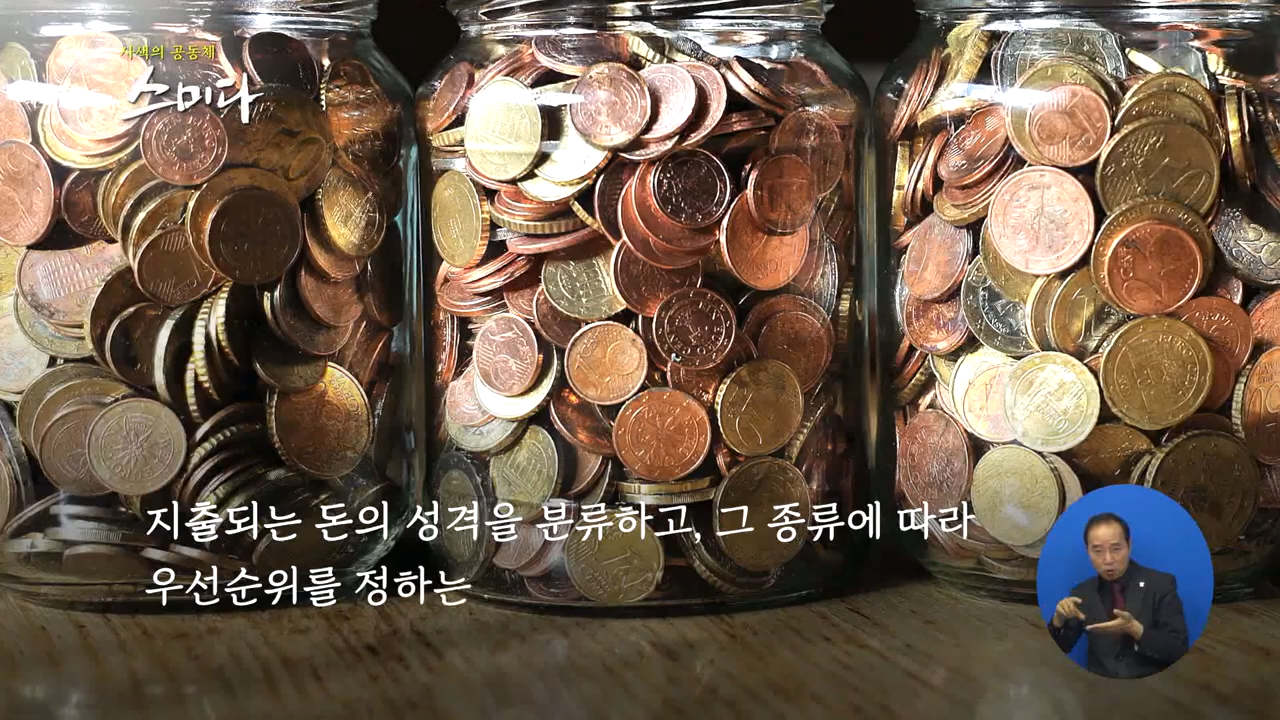 사색의 공동체
스미다
지출되는 돈의 성격을 분류하고, 그 종류에 따라
우선순위를 정하는